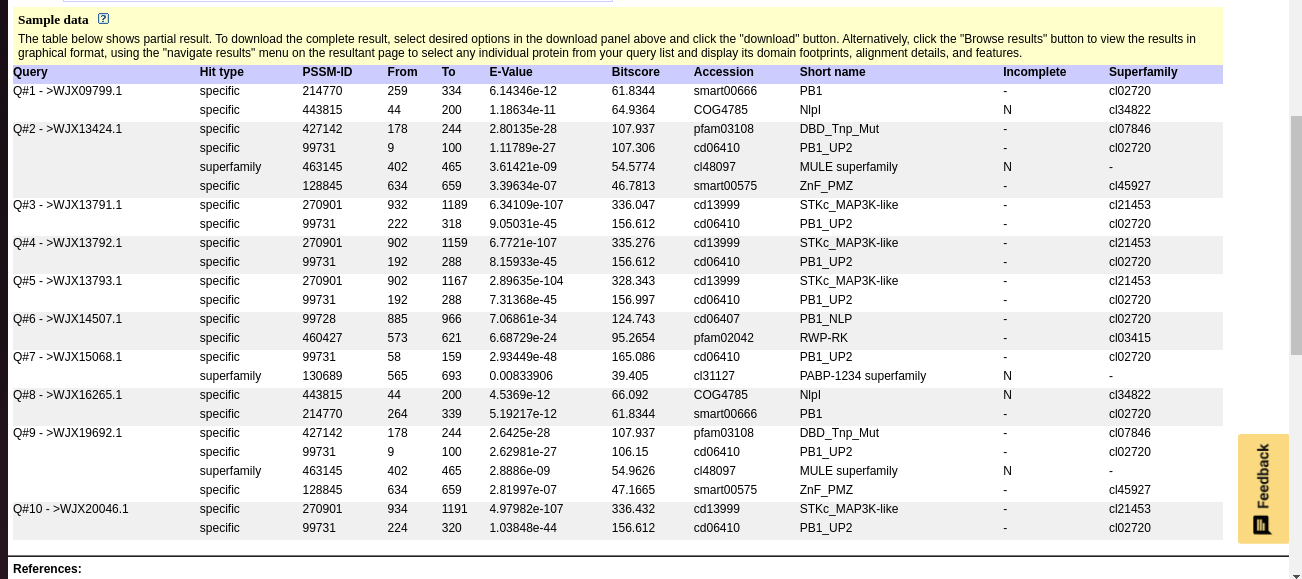 Sample data ?
The table below shows partial result. To download the complete result, select desired options in the download panel above and click the "download" button. Alternatively, click the "Browse results" button to view the results in
graphical format, using the "navigate results" menu on the resultant page to select any individual protein from your query list and display its domain footprints, alignment details, and features.
Query Hit type PSSM-ID From To E-Value Bitscore Accession Short name Incomplete Superfamily
Q#1 - >WJX09799.1 specific 214770 259 334 6.14346e-12 61.8344 smart00666 PB1 - cl02720
specific 443815 44 200 1.18634e-11 64.9364 COG4785 NlpI N cl34822
Q#2 - >WJX13424.1 specific 427142 178 244 2.80135e-28 107.937 pfam03108 DBD_Tnp_Mut - cl07846
specific 99731 9 100 1.11789e-27 107.306 cd06410 PB1_UP2 - cl02720
superfamily 463145 402 465 3.61421e-09 54.5774 cl48097 MULE superfamily N -
specific 128845 634 659 3.39634e-07 46.7813 smart00575 ZnF_PMZ - cl45927
Q#3 - >WJX13791.1 specific 270901 932 1189 6.34109e-107 336.047 cd13999 STKc_MAP3K-like - cl21453
specific 99731 222 318 9.05031e-45 156.612 cd06410 PB1_UP2 - cl02720
Q#4 - >WJX13792.1 specific 270901 902 1159 6.7721e-107 335.276 cd13999 STKc_MAP3K-like - cl21453
specific 99731 192 288 8.15933e-45 156.612 cd06410 PB1_UP2 - cl02720
Q#5 - >WJX13793.1 specific 270901 902 1167 2.89635e-104 328.343 cd13999 STKc_MAP3K-like - cl21453
specific 99731 192 288 7.31368e-45 156.997 cd06410 PB1_UP2 - cl02720
Q#6 - >WJX14507.1 specific 99728 885 966 7.06861e-34 124.743 cd06407 PB1_NLP - cl02720
specific 460427 573 621 6.68729e-24 95.2654 pfam02042 RWP-RK - cl03415
Q#7 - >WJX15068.1 specific 99731 58 159 2.93449e-48 165.086 cd06410 PB1_UP2 - cl02720
superfamily 130689 565 693 0.00833906 39.405 cl31127 PABP-1234 superfamily N -
Q#8 - >WJX16265.1 specific 443815 44 200 4.5369e-12 66.092 COG4785 NlpI N cl34822
specific 214770 264 339 5.19217e-12 61.8344 smart00666 PB1 - cl02720
Q#9 - >WJX19692.1 specific 427142 178 244 2.6425e-28 107.937 pfam03108 DBD_Tnp_Mut - cl07846
specific 99731 9 100 2.62981e-27 106.15 cd06410 PB1_UP2 - cl02720
superfamily 463145 402 465 2.8886e-09 54.9626 cl48097 MULE superfamily N -
specific 128845 634 659 2.81997e-07 47.1665 smart00575 ZnF_PMZ - cl45927
Q#10 - >WJX20046.1 specific 270901 934 1191 4.97982e-107 336.432 cd13999 STKc_MAP3K-like - cl21453
specific 99731 224 320 1.03848e-44 156.612 cd06410 PB1_UP2 - cl02720
Feedback
References: